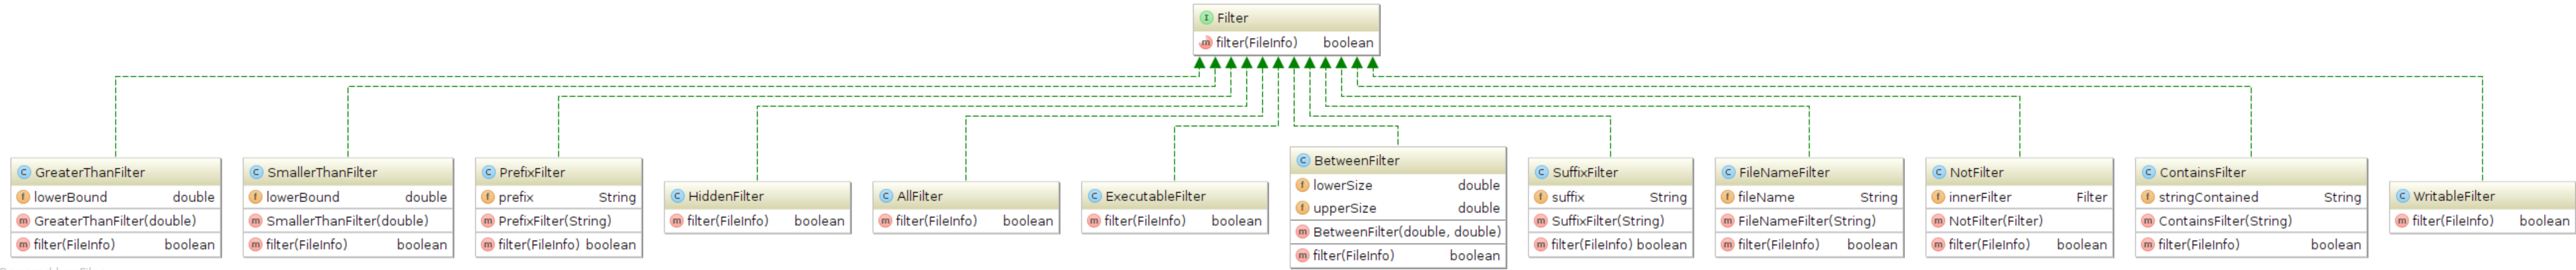 I Filter
m filter(FileInfo) boolean
C GreaterThanFilter
f lowerBound double
m GreaterThanFilter(double)
m filter(FileInfo) boolean
C SmallerThanFilter
f lowerBound double
m SmallerThanFilter(double)
m filter(FileInfo) boolean
C PrefixFilter
f prefix String
m PrefixFilter(String)
m filter(FileInfo) boolean
C HiddenFilter
m filter(FileInfo) boolean
C AllFilter
m filter(FileInfo) boolean
C ExecutableFilter
m filter(FileInfo) boolean
C BetweenFilter
f lowerSize double
f upperSize double
m BetweenFilter(double, double)
m filter(FileInfo) boolean
C SuffixFilter
f suffix String
m SuffixFilter(String)
m filter(FileInfo) boolean
C FileNameFilter
f fileName String
m FileNameFilter(String)
m filter(FileInfo) boolean
C NotFilter
f innerFilter Filter
m NotFilter(Filter)
m filter(FileInfo) boolean
C ContainsFilter
f stringContained String
m ContainsFilter(String)
m filter(FileInfo) boolean
C WritableFilter
m filter(FileInfo) boolean